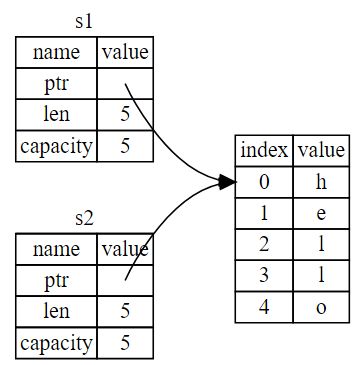 s1
name value
ptr
len 5
capacity 5
s2
name value
ptr
len 5
capacity 5
index value
0 h
1 e
2 l
3 l
4 o